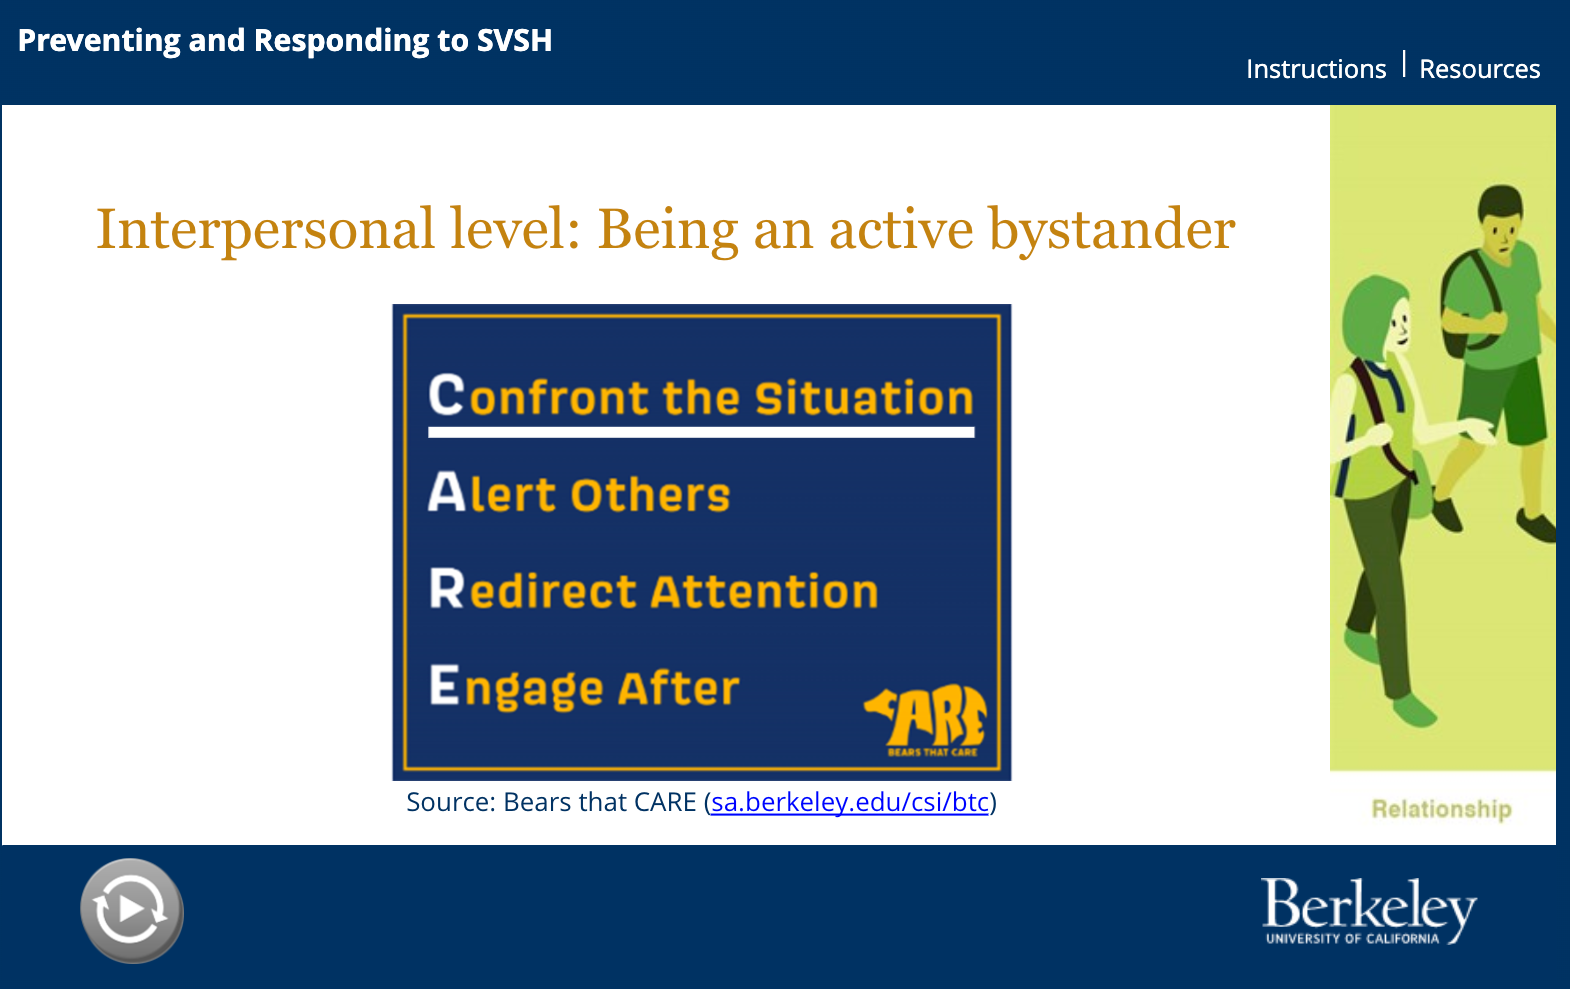 Preventing and Responding to SVSH
Instructions | Resources
Interpersonal level: Being an active bystander
Confront the Situation
Alert Others
Redirect Attention
Engage After
CARE
BEARS THAT CARE
Source: Bears that CARE (sa.berkeley.edu/csi/btc)
Relationship
Berkeley
UNIVERSITY OF CALIFORNIA